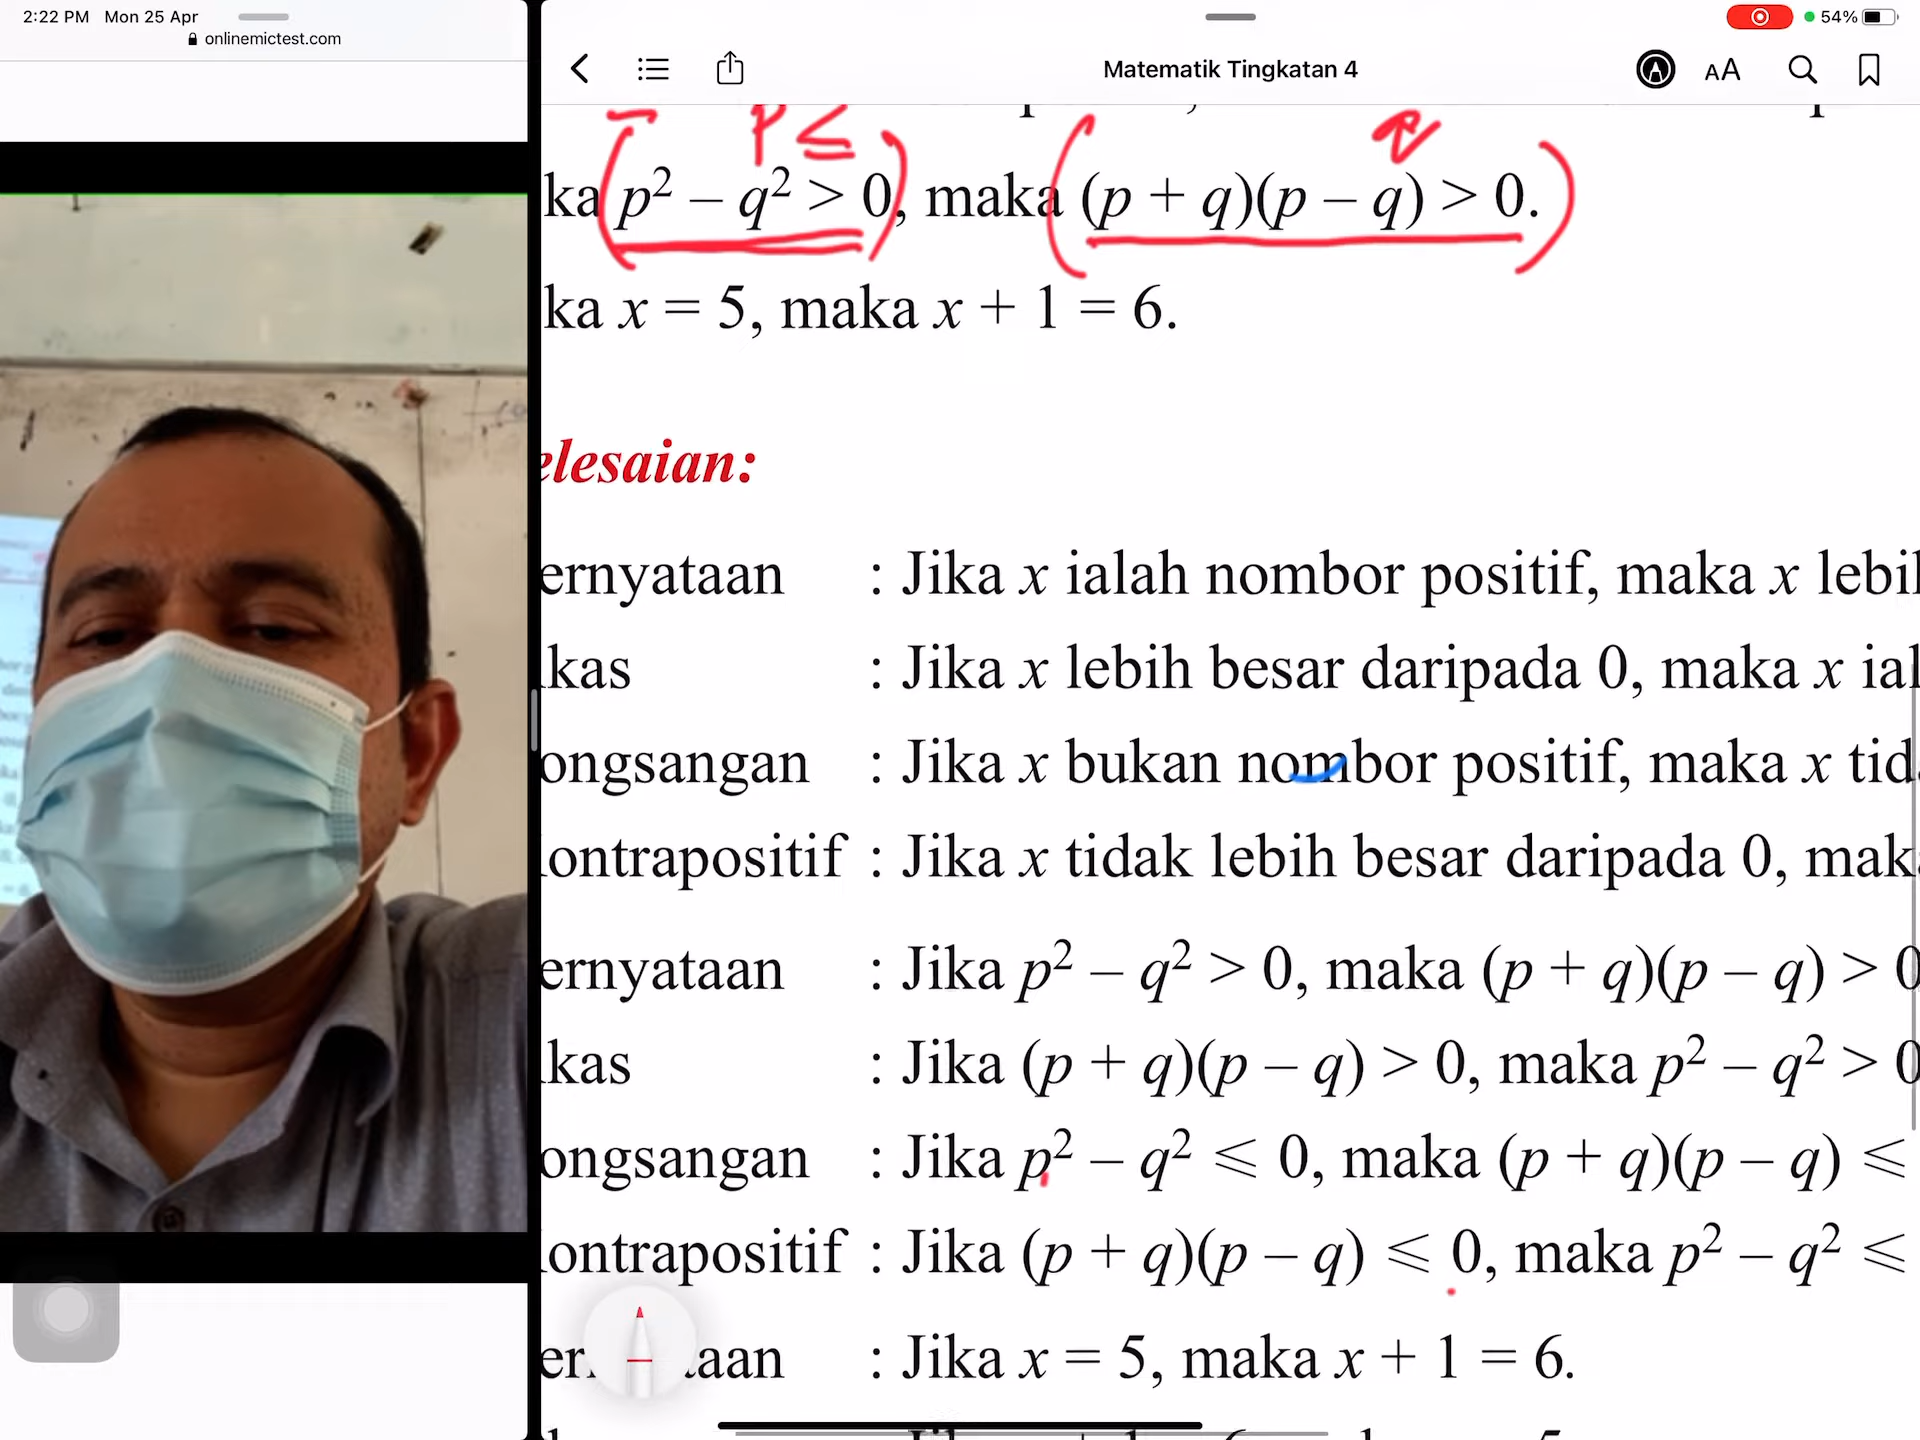 2:22 PM Mon 25 Apr
onlinemictest.com
54%
Matematik Tingkatan 4
AA
p ≤
q
ka p² – q² > 0, maka (p + q)(p – q) > 0.
ka x = 5, maka x + 1 = 6.
elesaian:
ernyataan : Jika x ialah nombor positif, maka x lebih
kas : Jika x lebih besar daripada 0, maka x ial
ongsangan : Jika x bukan nombor positif, maka x tid
ontrapositif : Jika x tidak lebih besar daripada 0, mak
ernyataan : Jika p² – q² > 0, maka (p + q)(p – q) > 0
kas : Jika (p + q)(p – q) > 0, maka p² – q² > 0
ongsangan : Jika p² – q² ⩽ 0, maka (p + q)(p – q) ⩽
ontrapositif : Jika (p + q)(p – q) ⩽ 0, maka p² – q² ⩽
er taan : Jika x = 5, maka x + 1 = 6.